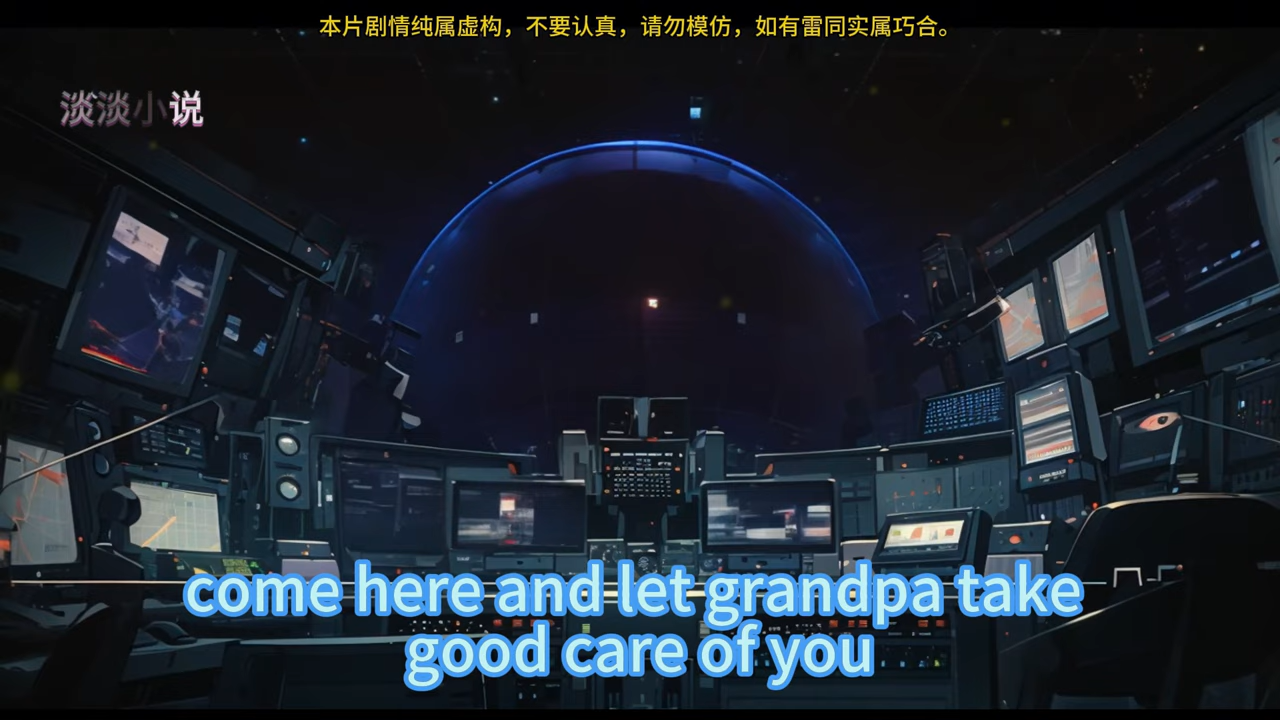 本片剧情纯属虚构，不要认真，请勿模仿，如有雷同实属巧合。
淡淡小说
come here and let grandpa take
good care of you